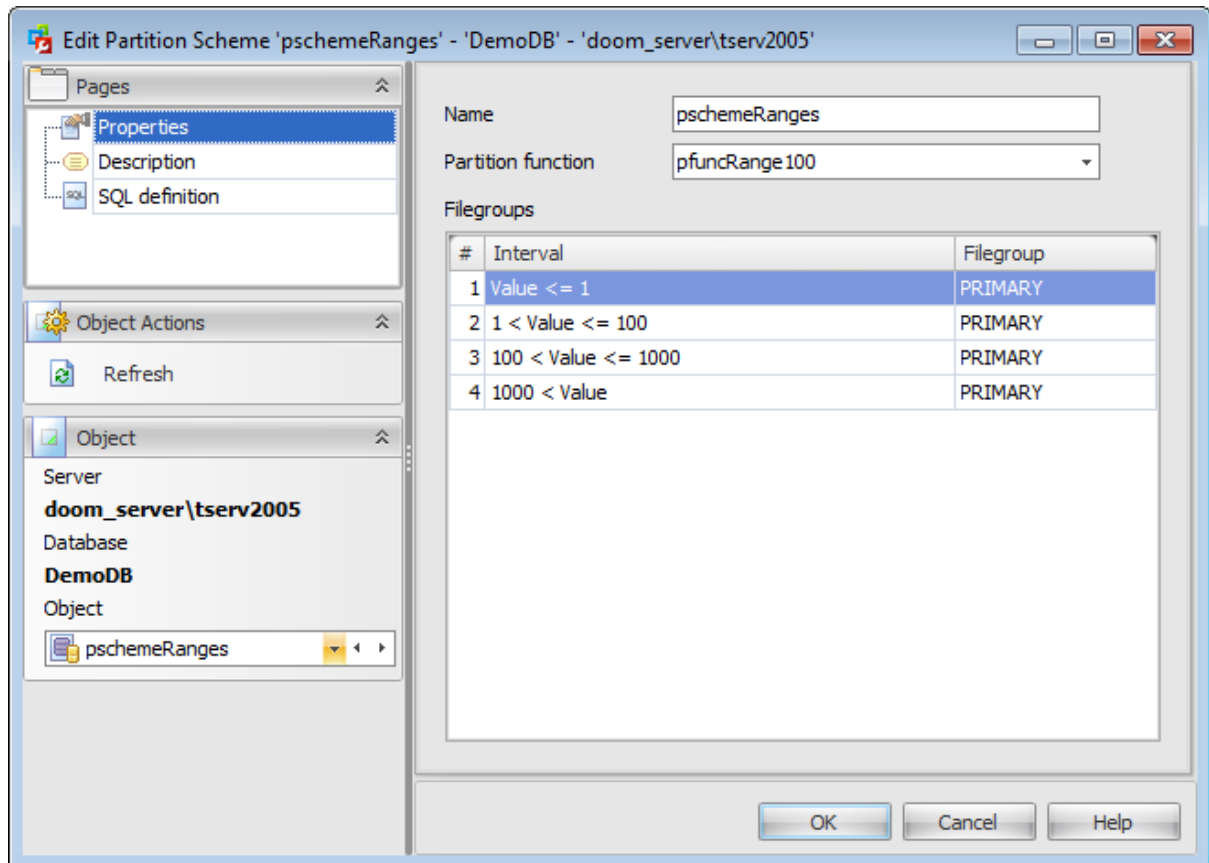 Edit Partition Scheme 'pschemeRanges' - 'DemoDB' - 'doom_server\tserv2005'
Pages
Properties
Description
SQL SQL definition
Object Actions
Refresh
Object
Server
doom_server\tserv2005
Database
DemoDB
Object
pschemeRanges
Name pschemeRanges
Partition function pfuncRange100
Filegroups
# Interval Filegroup
1 Value <= 1 PRIMARY
2 1 < Value <= 100 PRIMARY
3 100 < Value <= 1000 PRIMARY
4 1000 < Value PRIMARY
OK Cancel Help